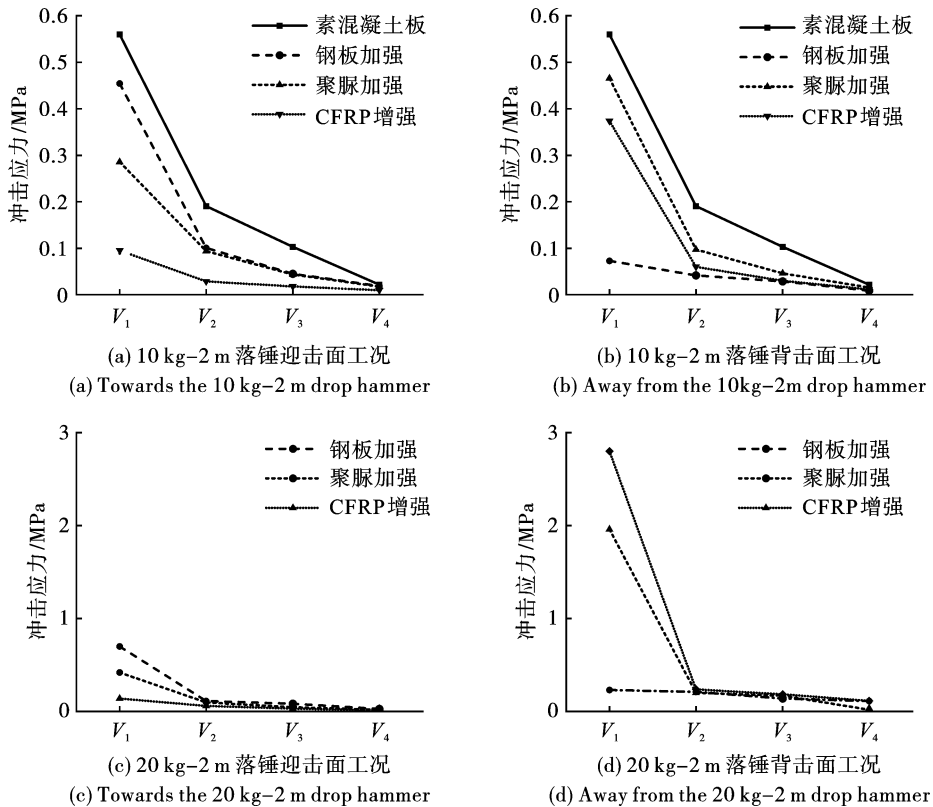 0.6
0.5
0.4
0.3
0.2
0.1
0
冲击应力/MPa
素混凝土板
钢板加强
聚脲加强
CFRP增强
V1 V2 V3 V4
(a) 10 kg–2 m 落锤迎击面工况
(a) Towards the 10 kg–2 m drop hammer
0.6
0.5
0.4
0.3
0.2
0.1
0
冲击应力/MPa
素混凝土板
钢板加强
聚脲加强
CFRP增强
V1 V2 V3 V4
(b) 10 kg–2 m 落锤背击面工况
(b) Away from the 10kg–2m drop hammer
3
2
1
0
冲击应力/MPa
钢板加强
聚脲加强
CFRP增强
V1 V2 V3 V4
(c) 20 kg–2 m 落锤迎击面工况
(c) Towards the 20 kg–2 m drop hammer
3
2
1
0
冲击应力/MPa
钢板加强
聚脲加强
CFRP增强
V1 V2 V3 V4
(d) 20 kg–2 m 落锤背击面工况
(d) Away from the 20 kg–2 m drop hammer